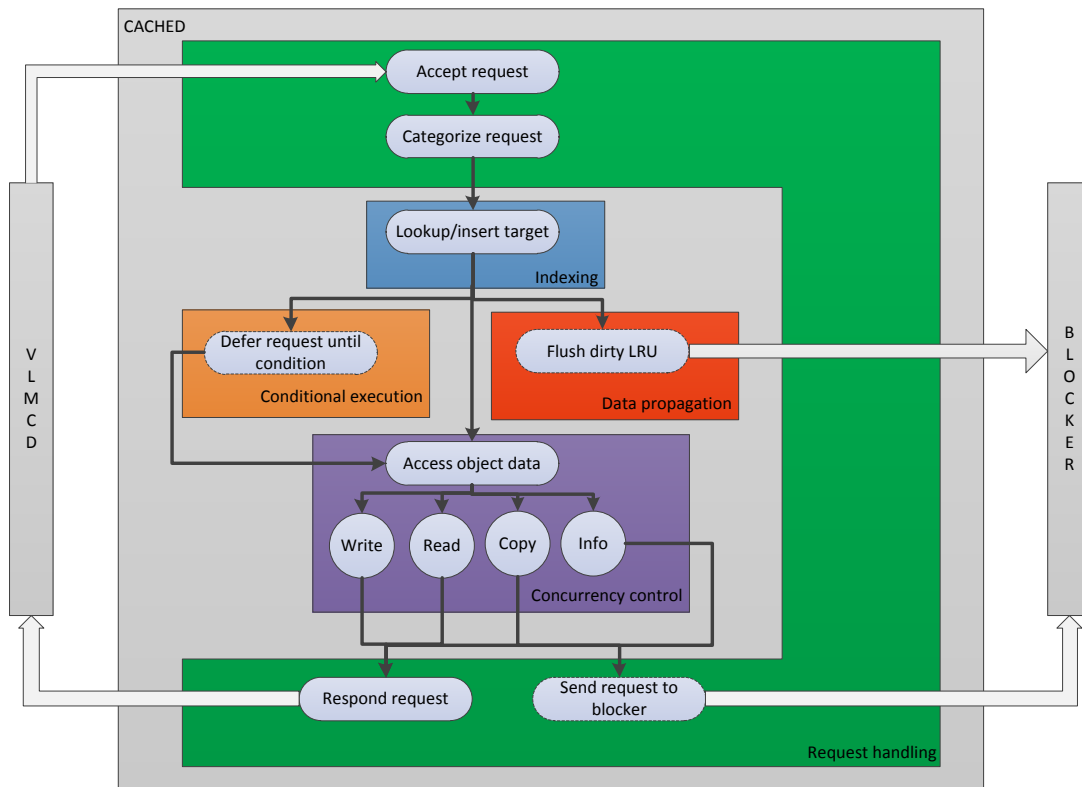 CACHED
Accept request
Categorize request
Lookup/insert target
Indexing
Defer request until
condition
Conditional execution
Flush dirty LRU
Data propagation
V
L
M
C
D
B
L
O
C
K
E
R
Access object data
Write
Read
Copy
Info
Concurrency control
Respond request
Send request to
blocker
Request handling